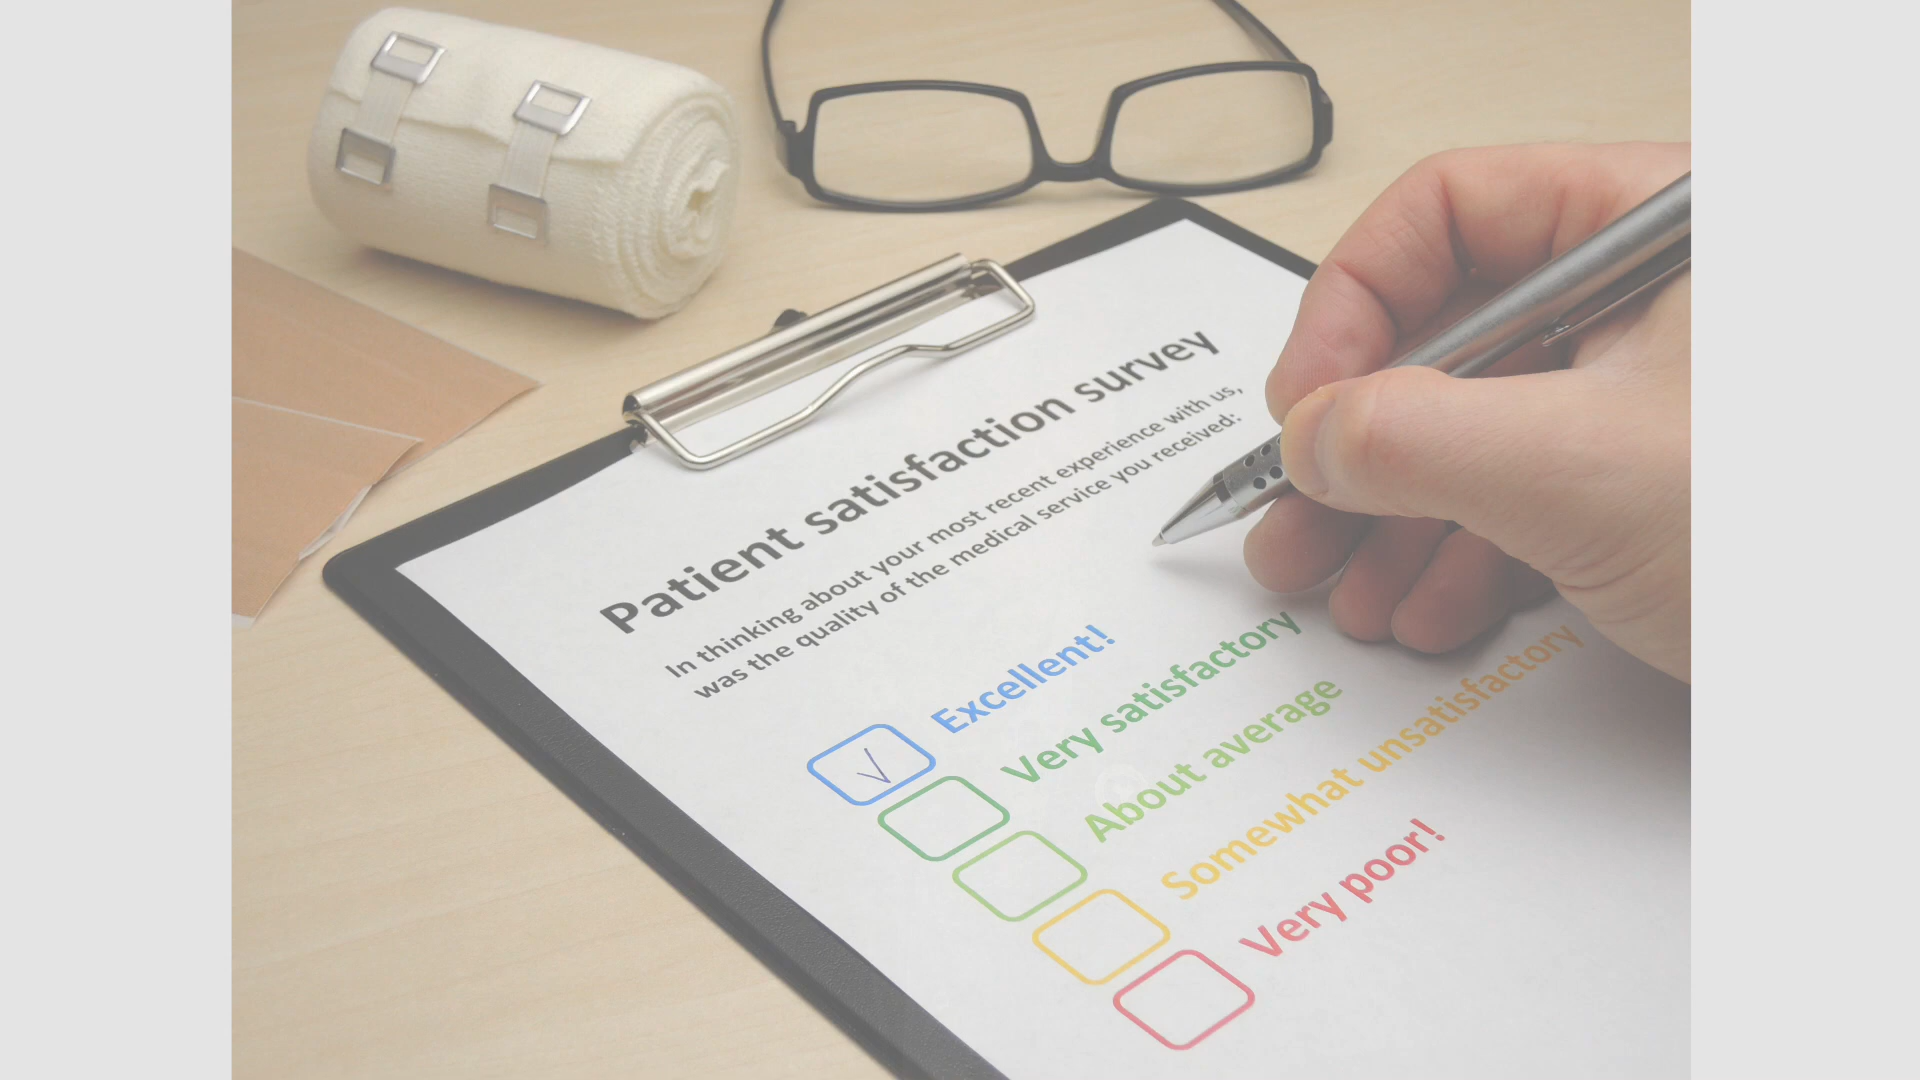 Patient satisfaction survey
In thinking about your most recent experience with us,
was the quality of the medical service you received:
Excellent!
Very satisfactory
About average
Somewhat unsatisfactory
Very poor!